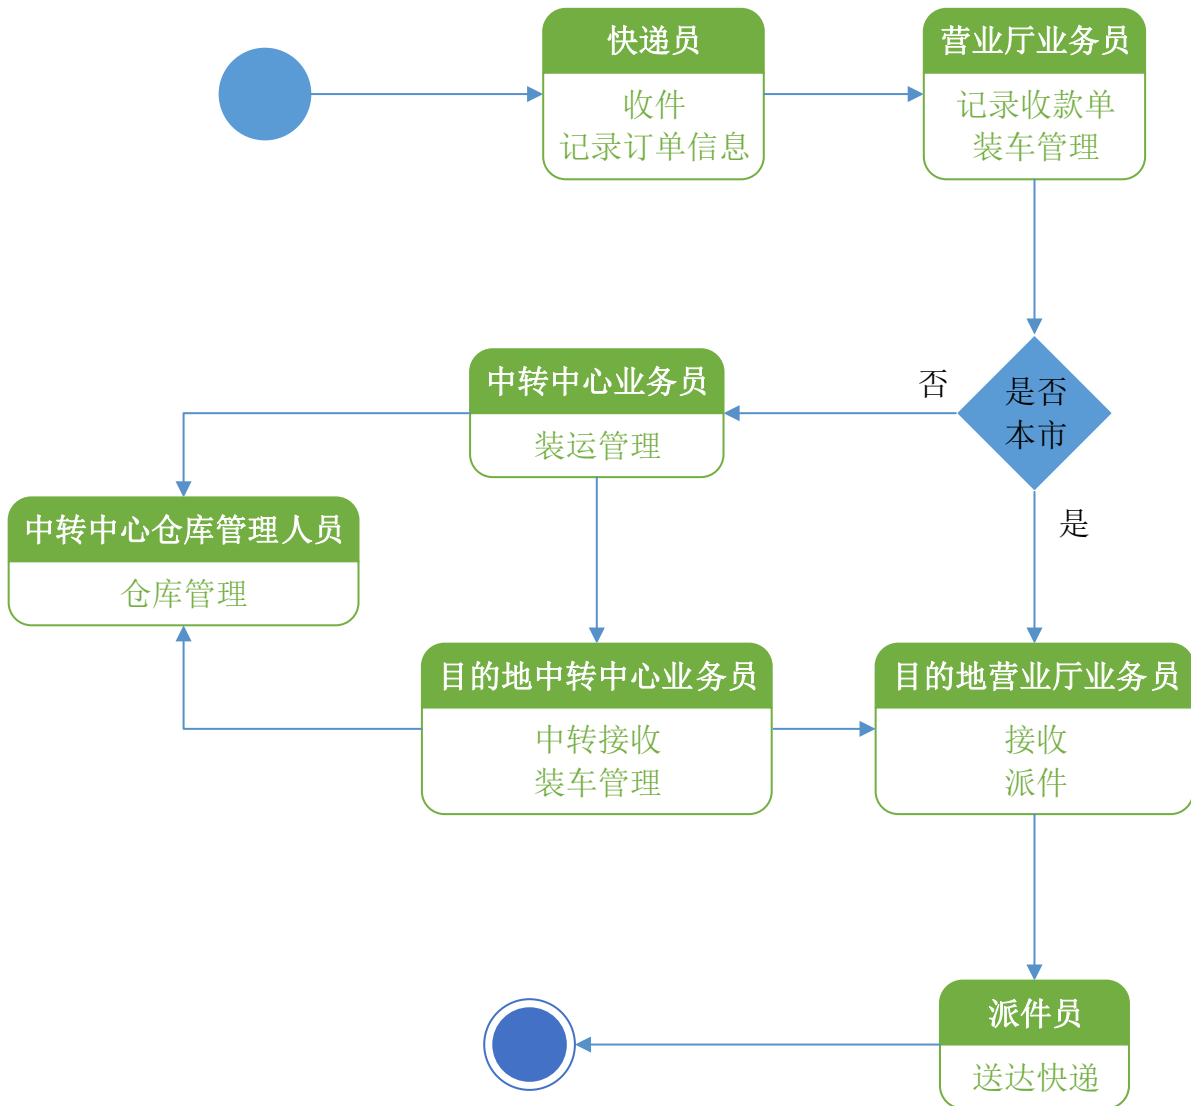 快递员
收件
记录订单信息
营业厅业务员
记录收款单
装车管理
是否
本市
否
是
中转中心业务员
装运管理
中转中心仓库管理人员
仓库管理
目的地中转中心业务员
中转接收
装车管理
目的地营业厅业务员
接收
派件
派件员
送达快递